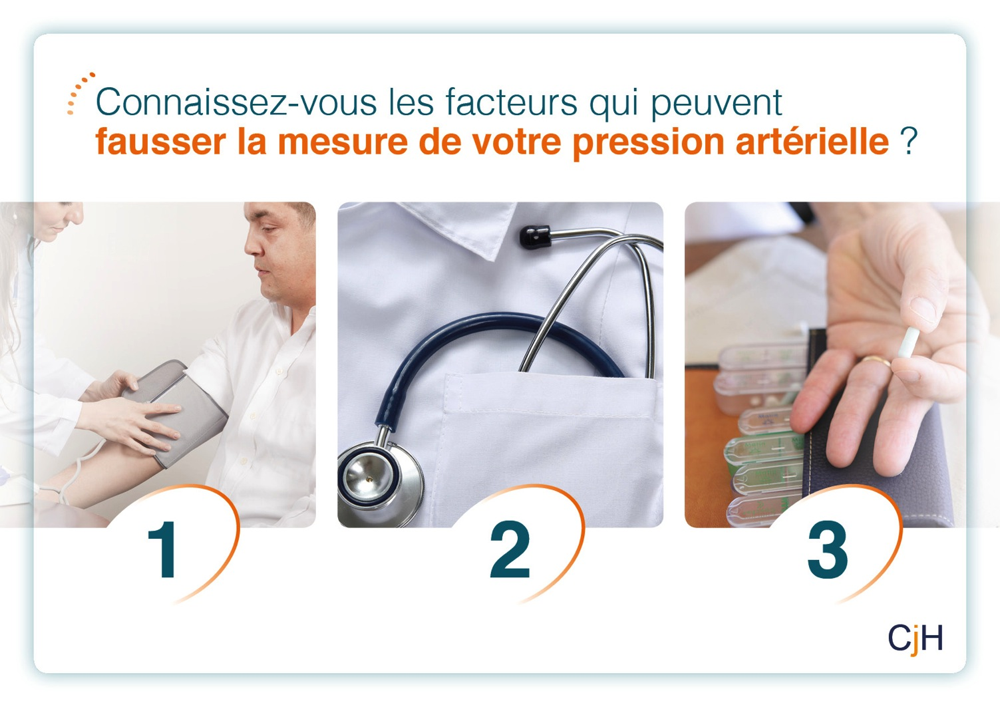 Connaissez-vous les facteurs qui peuvent
fausser la mesure de votre pression artérielle ?
1
2
3
CjH